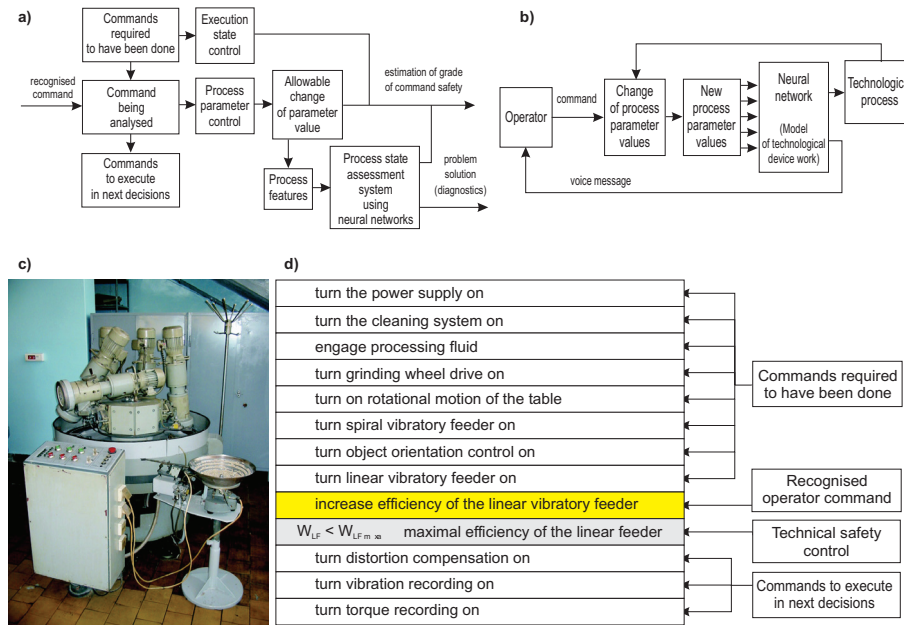 a)
Commands
required
to have been done
Execution
state
control
recognised
command
Command
being
analysed
Process
parameter
control
Allowable
change
of parameter
value
estimation of grade
of command safety
Commands
to execute
in next decisions
Process
features
Process state
assessment
system
using
neural networks
problem
solution
(diagnostics)
b)
Operator
command
Change
of process
parameter
values
New
process
parameter
values
Neural
network
(Model
of technological
device work)
Technological
process
voice message
c)
d)
turn the power supply on
turn the cleaning system on
engage processing fluid
turn grinding wheel drive on
turn on rotational motion of the table
turn spiral vibratory feeder on
turn object orientation control on
turn linear vibratory feeder on
increase efficiency of the linear vibratory feeder
W LF < W LF m xa maximal efficiency of the linear feeder
turn distortion compensation on
turn vibration recording on
turn torque recording on
Commands required
to have been done
Recognised
operator command
Technical safety
control
Commands to execute
in next decisions